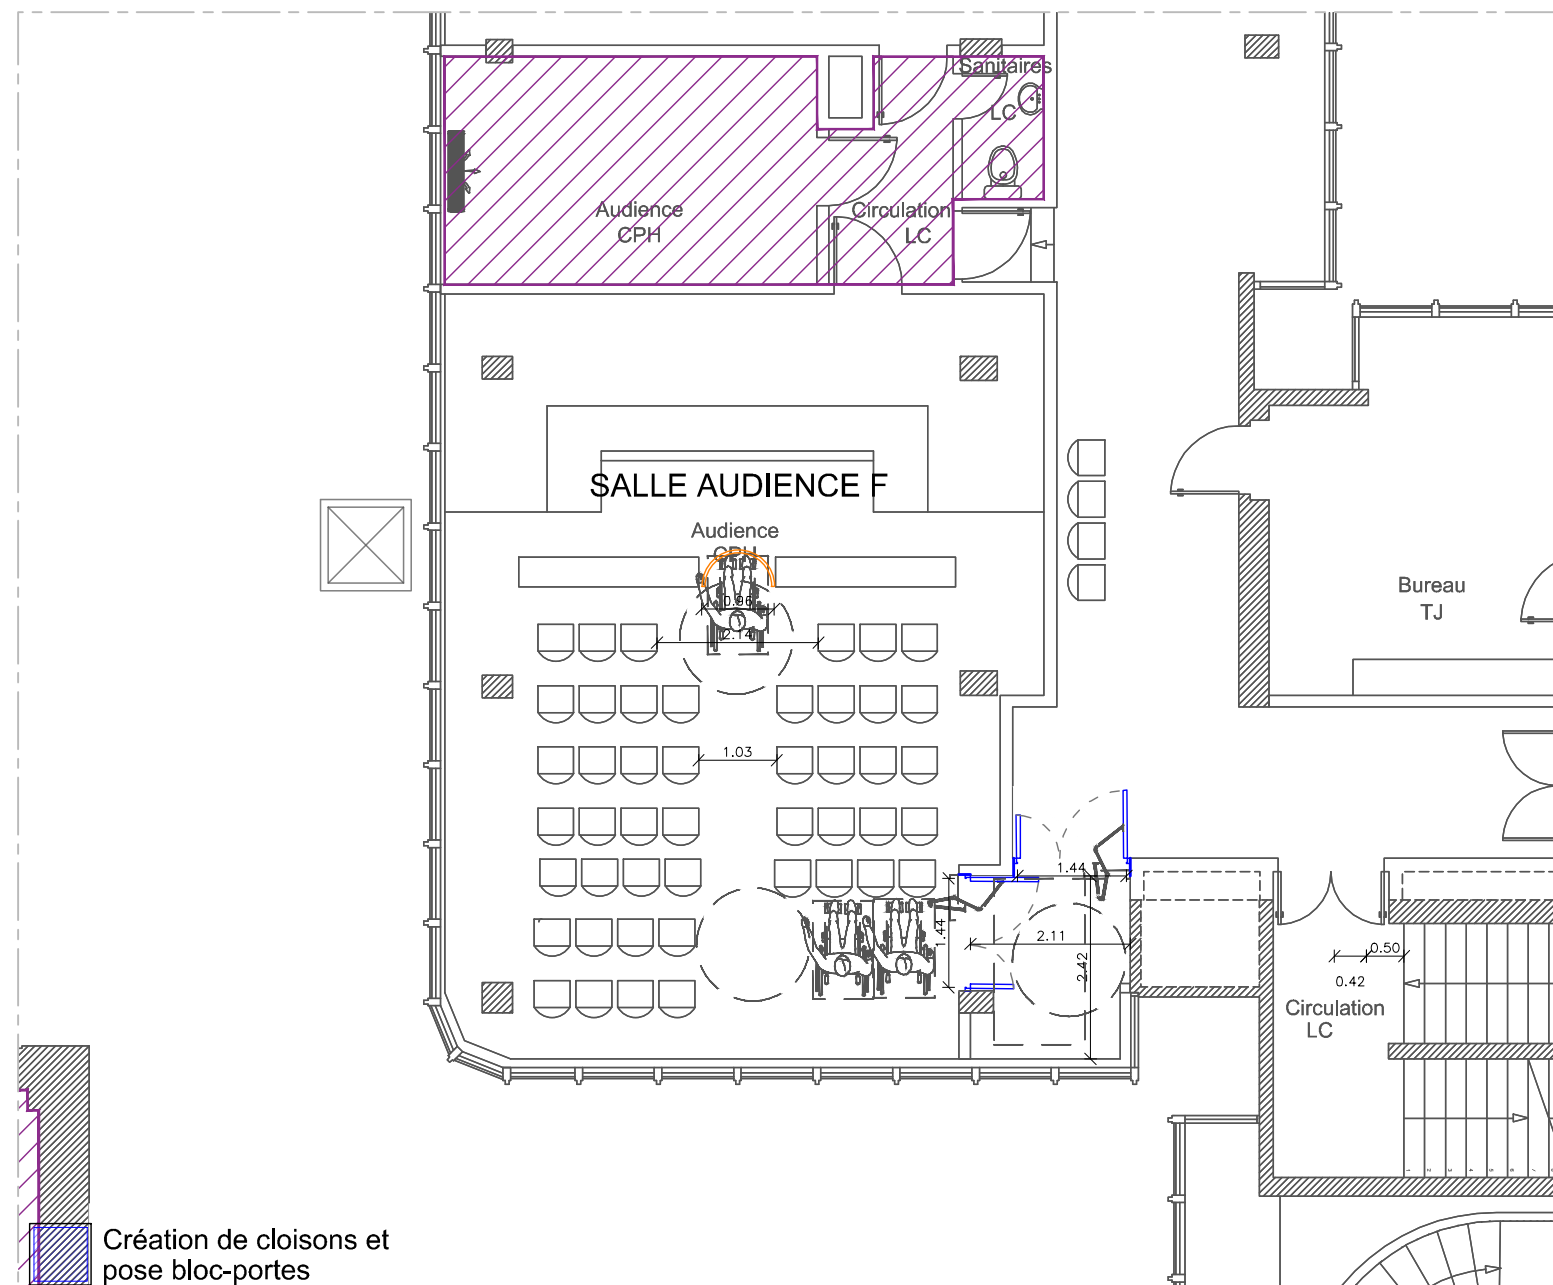 Sanitaires
LC
Audience
CPH
Circulation
LC
SALLE AUDIENCE F
Audience
CPH
0.96
2.14
Bureau
TJ
1.03
1.44
1.44
2.11
2.42
0.50
0.42
Circulation
LC
Création de cloisons et
pose bloc-portes